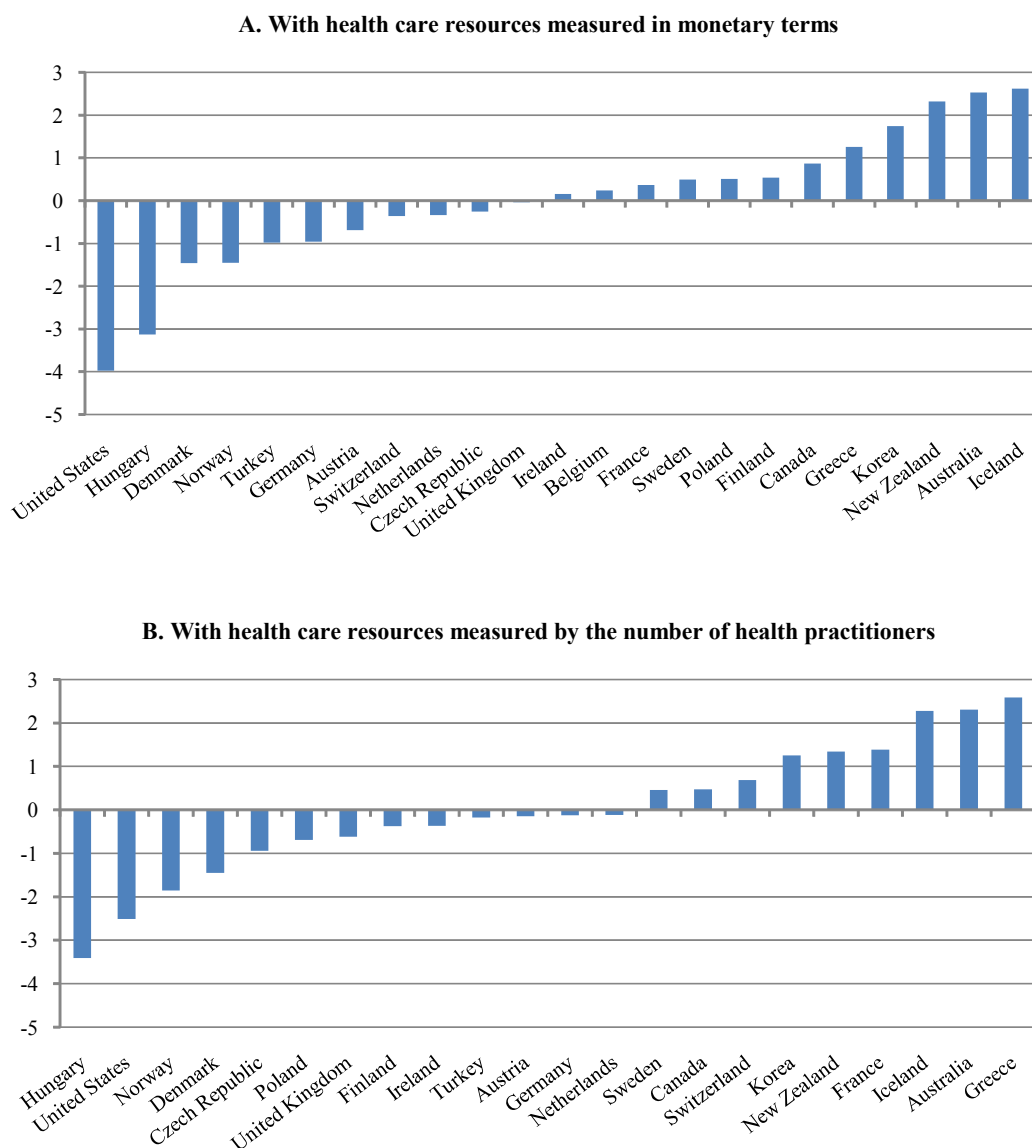 A. With health care resources measured in monetary terms
3
2
1
0
-1
-2
-3
-4
-5
United States
Hungary
Denmark
Norway
Turkey
Germany
Austria
Switzerland
Netherlands
Czech Republic
United Kingdom
Ireland
Belgium
France
Sweden
Poland
Finland
Canada
Greece
Korea
New Zealand
Australia
Iceland
B. With health care resources measured by the number of health practitioners
3
2
1
0
-1
-2
-3
-4
-5
Hungary
United States
Norway
Denmark
Czech Republic
Poland
United Kingdom
Finland
Ireland
Turkey
Austria
Germany
Netherlands
Sweden
Canada
Switzerland
Korea
New Zealand
France
Iceland
Australia
Greece